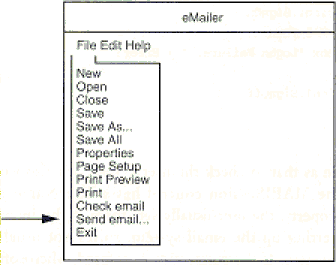 eMailer
File Edit Help
New
Open
Close
Save
Save As...
Save All
Properties
Page Setup
Print Preview
Print
Check email
Send email...
Exit